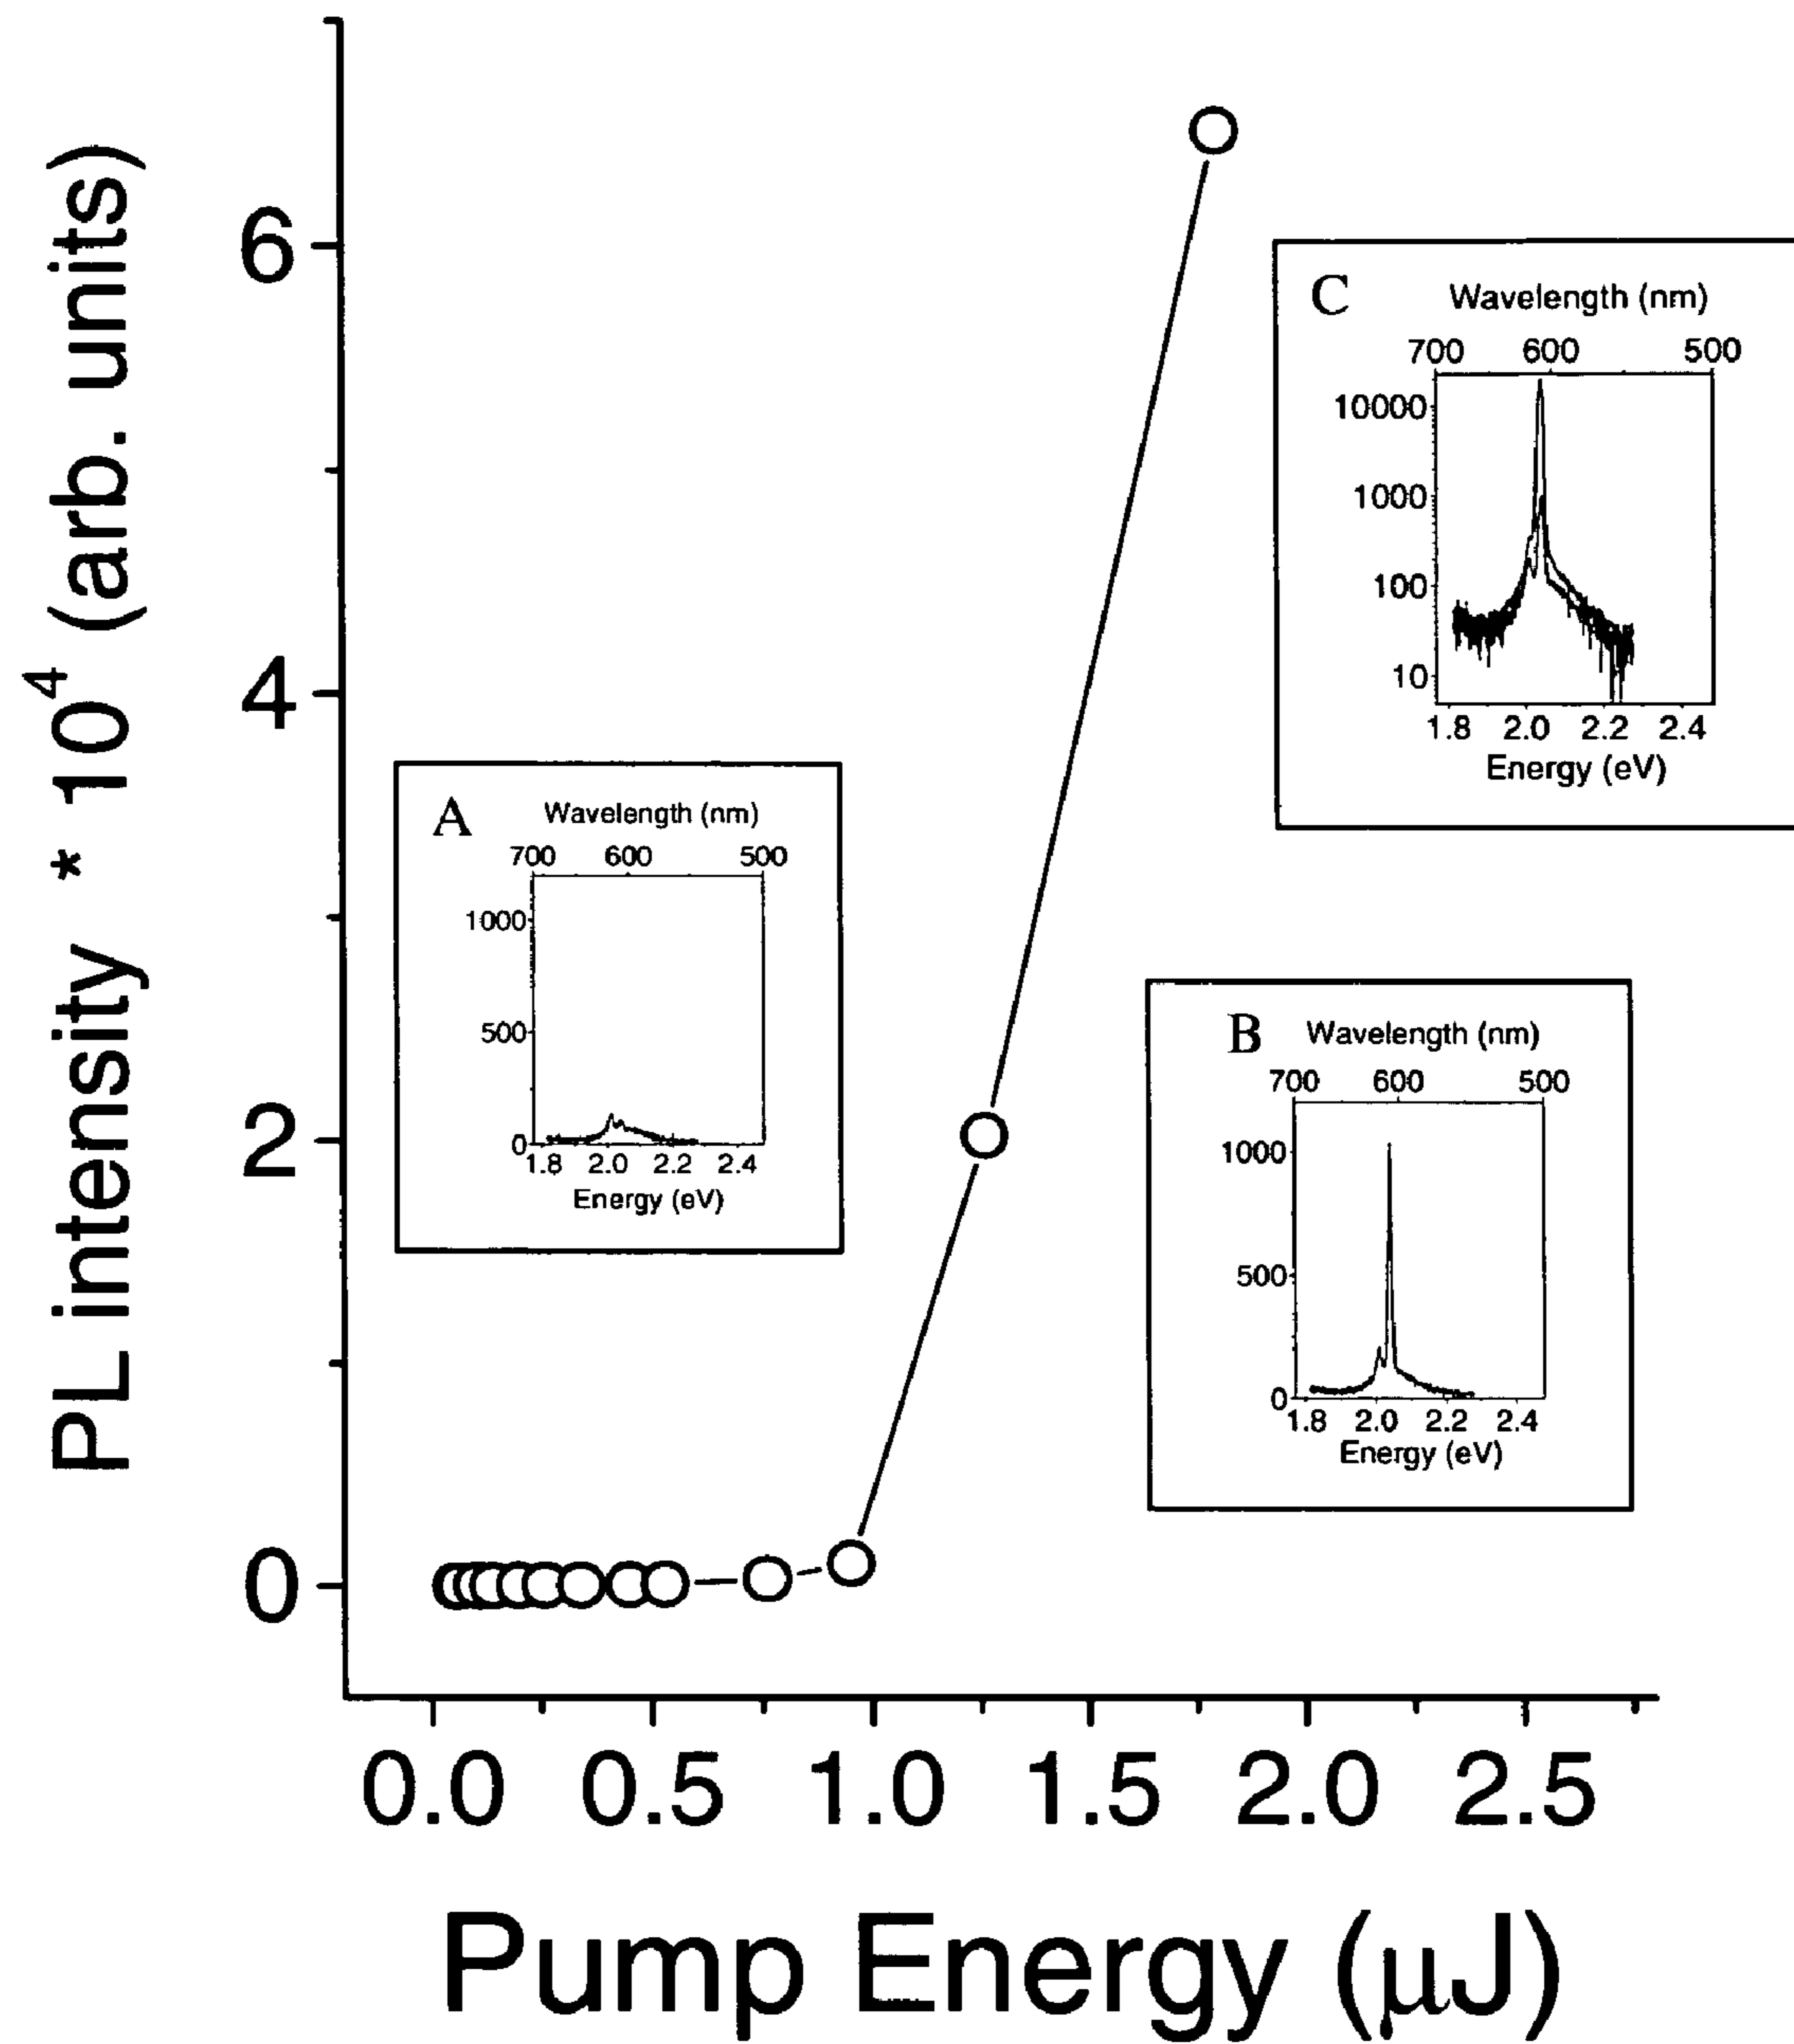 PL intensity * 10⁴ (arb. units)
6
4
2
0
0.0 0.5 1.0 1.5 2.0 2.5
Pump Energy (µJ)
A
Wavelength (nm)
700 600 500
1000
500
0
1.8 2.0 2.2 2.4
Energy (eV)
C
Wavelength (nm)
700 600 500
10000
1000
100
10
1.8 2.0 2.2 2.4
Energy (eV)
B
Wavelength (nm)
700 600 500
1000
500
0
1.8 2.0 2.2 2.4
Energy (eV)